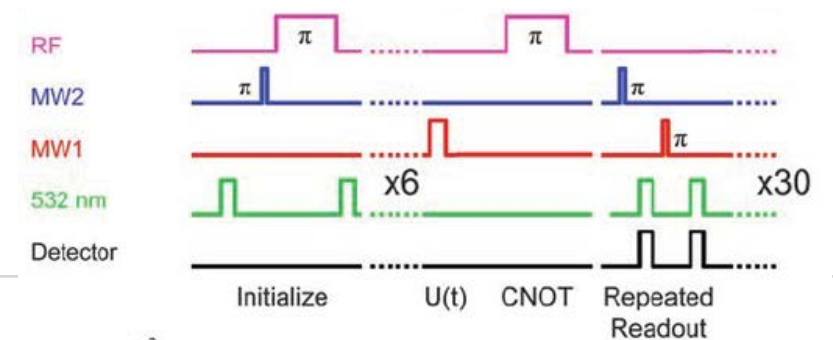 RF
π
π
MW2
π
π
MW1
π
532 nm
x6
x30
Detector
Initialize
U(t)
CNOT
Repeated
Readout